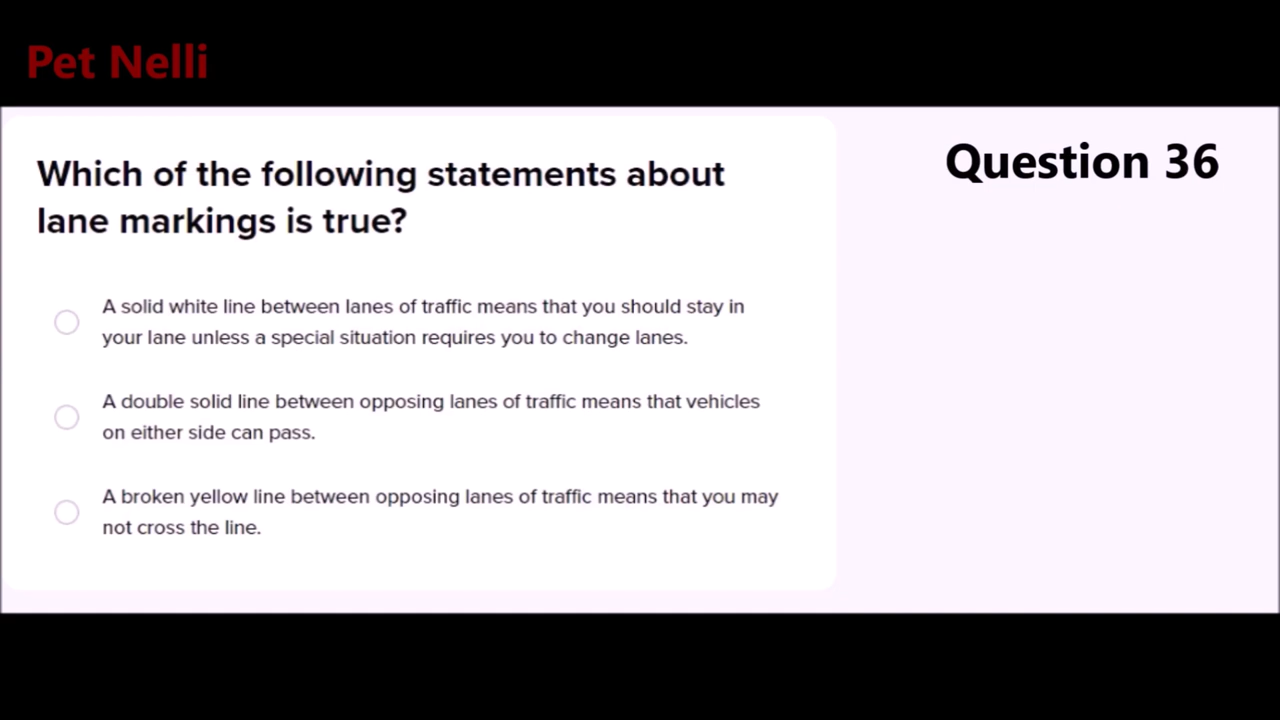 Pet Nelli
Question 36
Which of the following statements about
lane markings is true?
A solid white line between lanes of traffic means that you should stay in
your lane unless a special situation requires you to change lanes.
A double solid line between opposing lanes of traffic means that vehicles
on either side can pass.
A broken yellow line between opposing lanes of traffic means that you may
not cross the line.